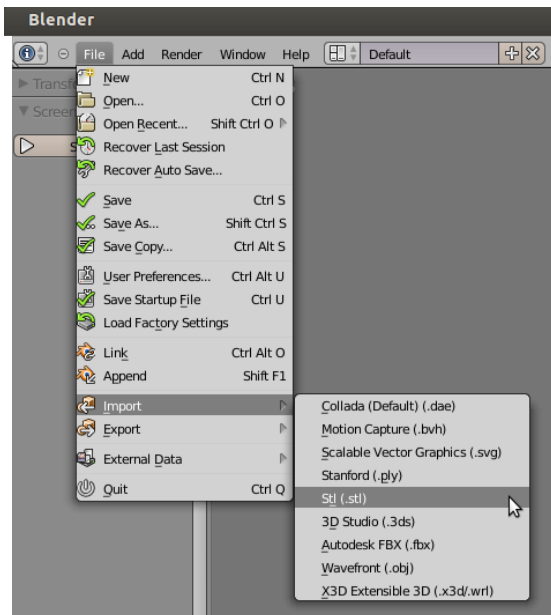 Blender
File Add Render Window Help Default
Transf
Screen
S
New Ctrl N
Open... Ctrl O
Open Recent... Shift Ctrl O
Recover Last Session
Recover Auto Save...
Save Ctrl S
Save As... Shift Ctrl S
Save Copy... Ctrl Alt S
User Preferences... Ctrl Alt U
Save Startup File Ctrl U
Load Factory Settings
Link Ctrl Alt O
Append Shift F1
Import
Export
External Data
Quit Ctrl Q
Collada (Default) (.dae)
Motion Capture (.bvh)
Scalable Vector Graphics (.svg)
Stanford (.ply)
Stl (.stl)
3D Studio (.3ds)
Autodesk FBX (.fbx)
Wavefront (.obj)
X3D Extensible 3D (.x3d/.wrl)